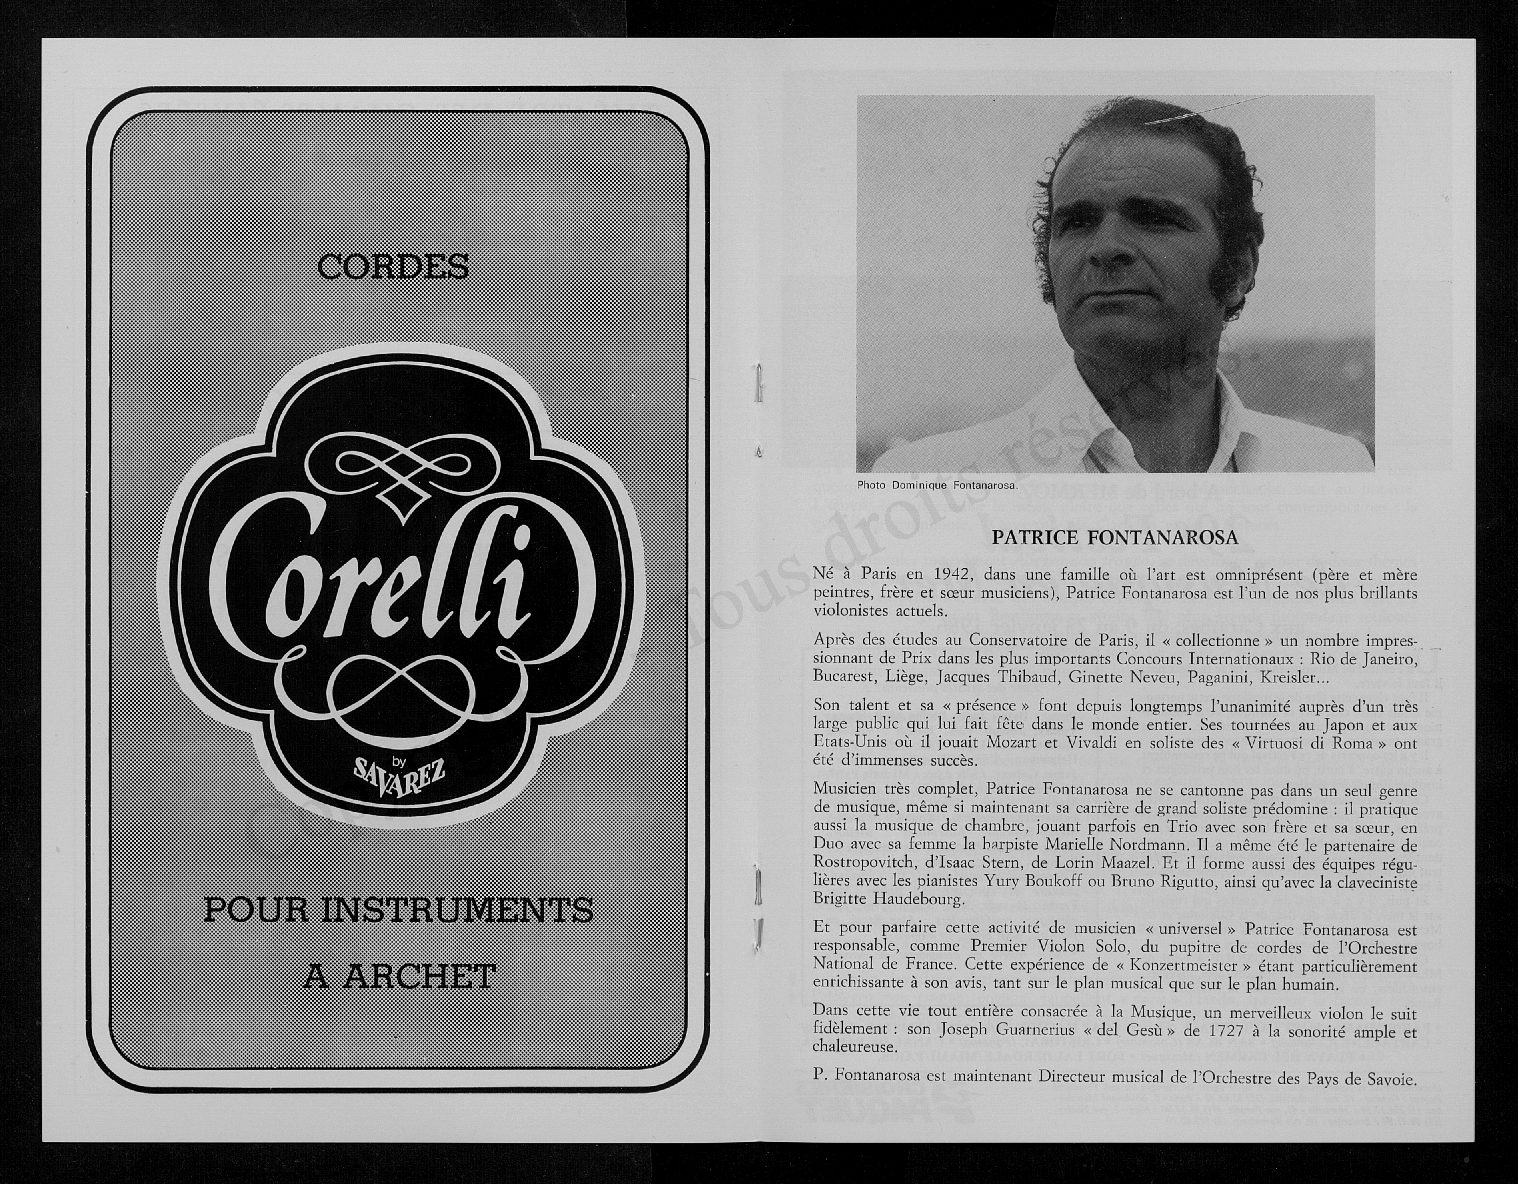 CORDES
Corelli
by
SAVAREZ
POUR INSTRUMENTS
A ARCHET
Photo Dominique Fontanarosa.
PATRICE FONTANAROSA
Né à Paris en 1942, dans une famille où l'art est omniprésent (père et mère
peintres, frère et sœur musiciens), Patrice Fontanarosa est l'un de nos plus brillants
violonistes actuels.
Après des études au Conservatoire de Paris, il « collectionne » un nombre impres-
sionnant de Prix dans les plus importants Concours Internationaux : Rio de Janeiro,
Bucarest, Liège, Jacques Thibaud, Ginette Neveu, Paganini, Kreisler...
Son talent et sa « présence » font depuis longtemps l'unanimité auprès d'un très
large public qui lui fait fête dans le monde entier. Ses tournées au Japon et aux
Etats-Unis où il jouait Mozart et Vivaldi en soliste des « Virtuosi di Roma » ont
été d'immenses succès.
Musicien très complet, Patrice Fontanarosa ne se cantonne pas dans un seul genre
de musique, même si maintenant sa carrière de grand soliste prédomine : il pratique
aussi la musique de chambre, jouant parfois en Trio avec son frère et sa sœur, en
Duo avec sa femme la harpiste Marielle Nordmann. Il a même été le partenaire de
Rostropovitch, d'Isaac Stern, de Lorin Maazel. Et il forme aussi des équipes régu-
lières avec les pianistes Yury Boukoff ou Bruno Rigutto, ainsi qu'avec la claveciniste
Brigitte Haudebourg.
Et pour parfaire cette activité de musicien « universel » Patrice Fontanarosa est
responsable, comme Premier Violon Solo, du pupitre de cordes de l'Orchestre
National de France. Cette expérience de « Konzertmeister » étant particulièrement
enrichissante à son avis, tant sur le plan musical que sur le plan humain.
Dans cette vie tout entière consacrée à la Musique, un merveilleux violon le suit
fidèlement : son Joseph Guarnerius « del Gesù » de 1727 à la sonorité ample et
chaleureuse.
P. Fontanarosa est maintenant Directeur musical de l'Orchestre des Pays de Savoie.
Tous droits réservés.